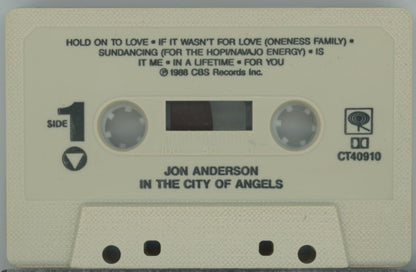 HOLD ON TO LOVE • IF IT WASN'T FOR LOVE (ONENESS FAMILY) •
SUNDANCING (FOR THE HOPI/NAVAJO ENERGY) • IS
IT ME • IN A LIFETIME • FOR YOU
℗ 1988 CBS Records Inc.
SIDE 1
CT40910
JON ANDERSON
IN THE CITY OF ANGELS